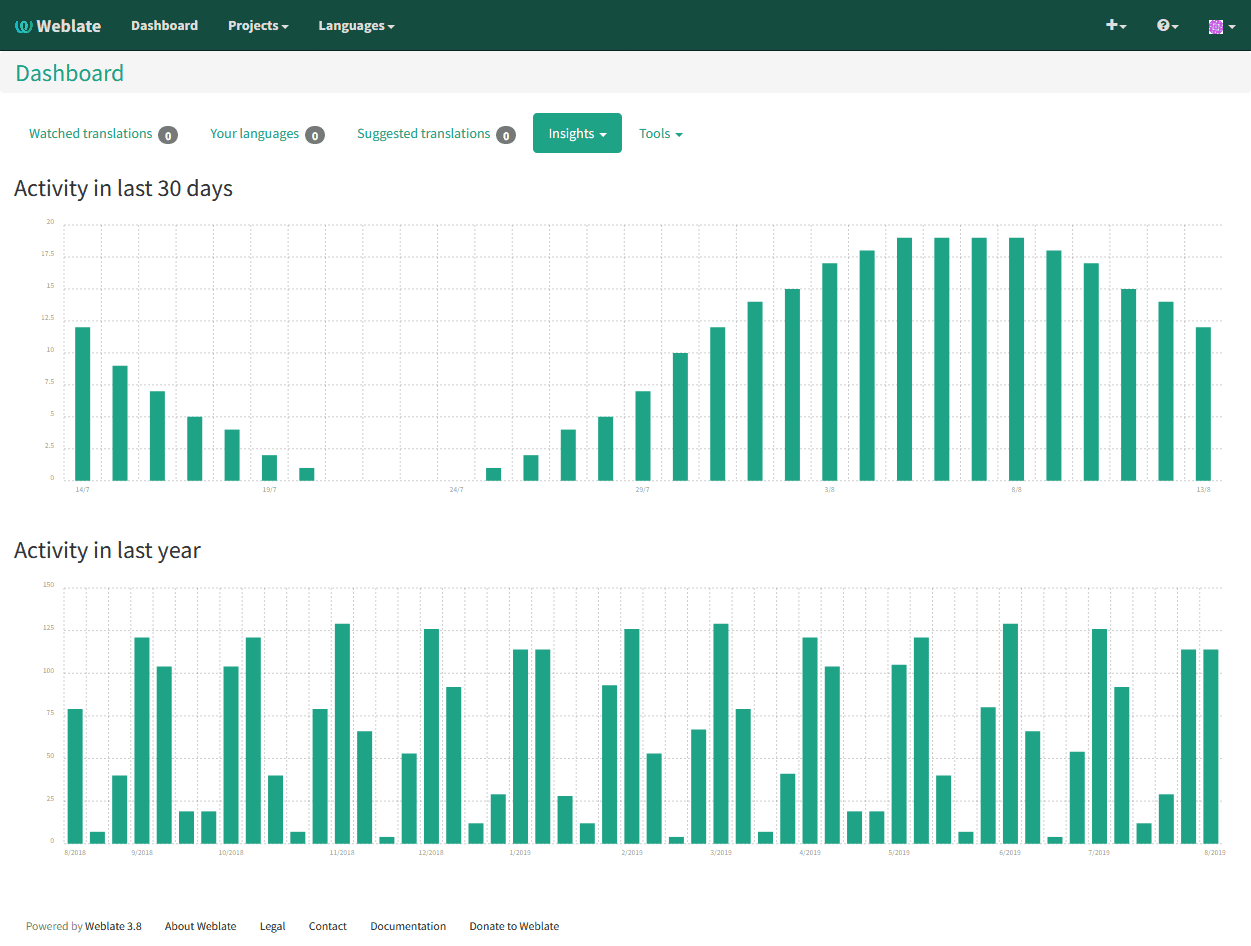 Weblate Dashboard Projects Languages
Dashboard
Watched translations 0 Your languages 0 Suggested translations 0 Insights Tools
Activity in last 30 days
20
17.5
15
12.5
10
7.5
5
2.5
0
14/7 19/7 24/7 29/7 3/8 8/8 13/8
Activity in last year
150
125
100
75
50
25
0
8/2018 9/2018 10/2018 11/2018 12/2018 1/2019 2/2019 3/2019 4/2019 5/2019 6/2019 7/2019 8/2019
Powered by Weblate 3.8 About Weblate Legal Contact Documentation Donate to Weblate